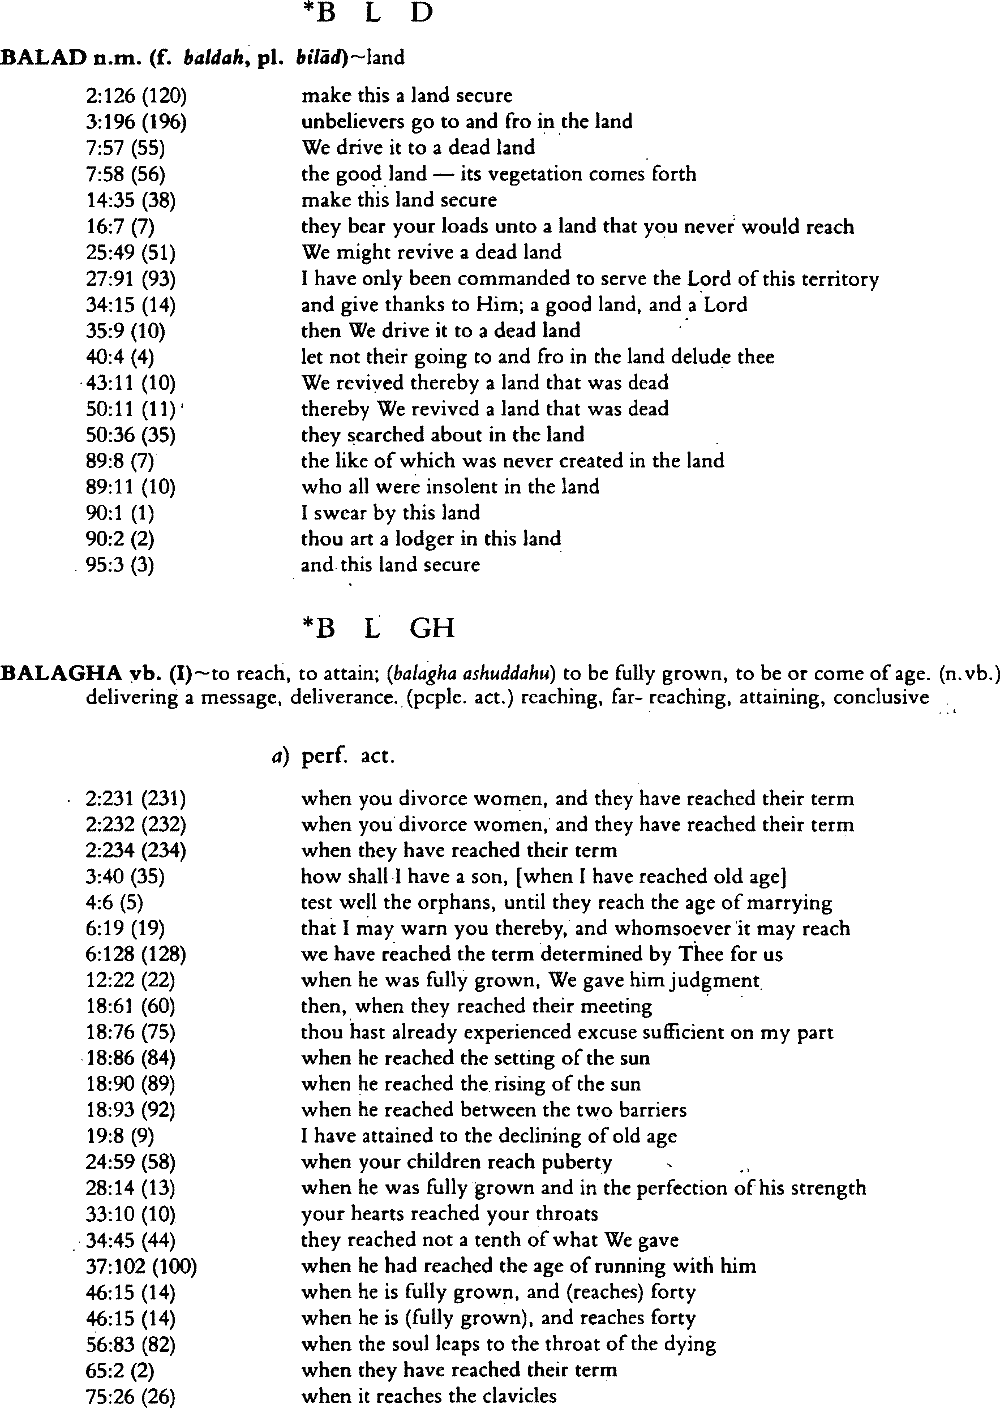 *B L D
BALAD n.m. (f. baldah, pl. bilād)~land
2:126 (120) make this a land secure
3:196 (196) unbelievers go to and fro in the land
7:57 (55) We drive it to a dead land
7:58 (56) the good land — its vegetation comes forth
14:35 (38) make this land secure
16:7 (7) they bear your loads unto a land that you never would reach
25:49 (51) We might revive a dead land
27:91 (93) I have only been commanded to serve the Lord of this territory
34:15 (14) and give thanks to Him; a good land, and a Lord
35:9 (10) then We drive it to a dead land
40:4 (4) let not their going to and fro in the land delude thee
43:11 (10) We revived thereby a land that was dead
50:11 (11) thereby We revived a land that was dead
50:36 (35) they searched about in the land
89:8 (7) the like of which was never created in the land
89:11 (10) who all were insolent in the land
90:1 (1) I swear by this land
90:2 (2) thou art a lodger in this land
95:3 (3) and this land secure
*B L GH
BALAGHA vb. (I)~to reach, to attain; (balagha ashuddahu) to be fully grown, to be or come of age. (n.vb.)
delivering a message, deliverance. (pcple. act.) reaching, far- reaching, attaining, conclusive
a) perf. act.
2:231 (231) when you divorce women, and they have reached their term
2:232 (232) when you divorce women, and they have reached their term
2:234 (234) when they have reached their term
3:40 (35) how shall I have a son, [when I have reached old age]
4:6 (5) test well the orphans, until they reach the age of marrying
6:19 (19) that I may warn you thereby, and whomsoever it may reach
6:128 (128) we have reached the term determined by Thee for us
12:22 (22) when he was fully grown, We gave him judgment
18:61 (60) then, when they reached their meeting
18:76 (75) thou hast already experienced excuse sufficient on my part
18:86 (84) when he reached the setting of the sun
18:90 (89) when he reached the rising of the sun
18:93 (92) when he reached between the two barriers
19:8 (9) I have attained to the declining of old age
24:59 (58) when your children reach puberty
28:14 (13) when he was fully grown and in the perfection of his strength
33:10 (10) your hearts reached your throats
34:45 (44) they reached not a tenth of what We gave
37:102 (100) when he had reached the age of running with him
46:15 (14) when he is fully grown, and (reaches) forty
46:15 (14) when he is (fully grown), and reaches forty
56:83 (82) when the soul leaps to the throat of the dying
65:2 (2) when they have reached their term
75:26 (26) when it reaches the clavicles